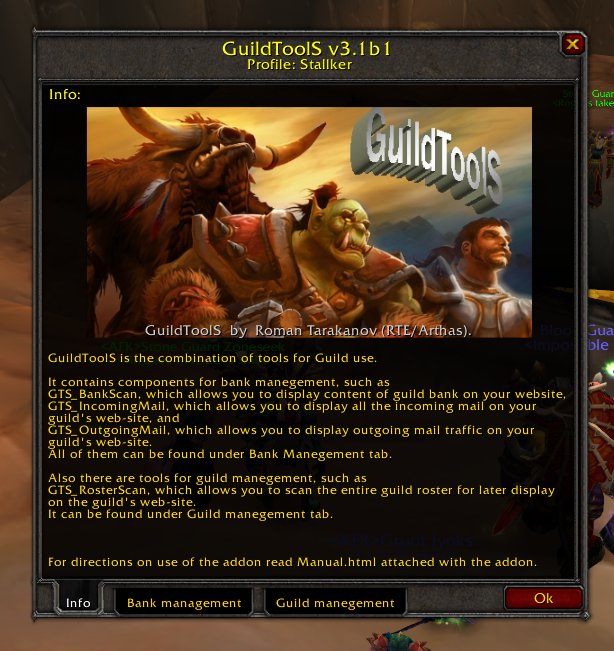 GuildToolS v3.1b1
Profile: Stallker
Info:
GuildToolS
GuildToolS by Roman Tarakanov (RTE/Arthas).
GuildToolS is the combination of tools for Guild use.
It contains components for bank manegement, such as
GTS_BankScan, which allows you to display content of guild bank on your website,
GTS_IncomingMail, which allows you to display all the incoming mail on your
guild's web-site, and
GTS_OutgoingMail, which allows you to display outgoing mail traffic on your
guild's web-site.
All of them can be found under Bank Manegement tab.
Also there are tools for guild manegement, such as
GTS_RosterScan, which allows you to scan the entire guild roster for later display
on the guild's web-site.
It can be found under Guild manegement tab.
For directions on use of the addon read Manual.html attached with the addon.
Info
Bank management
Guild manegement
Ok